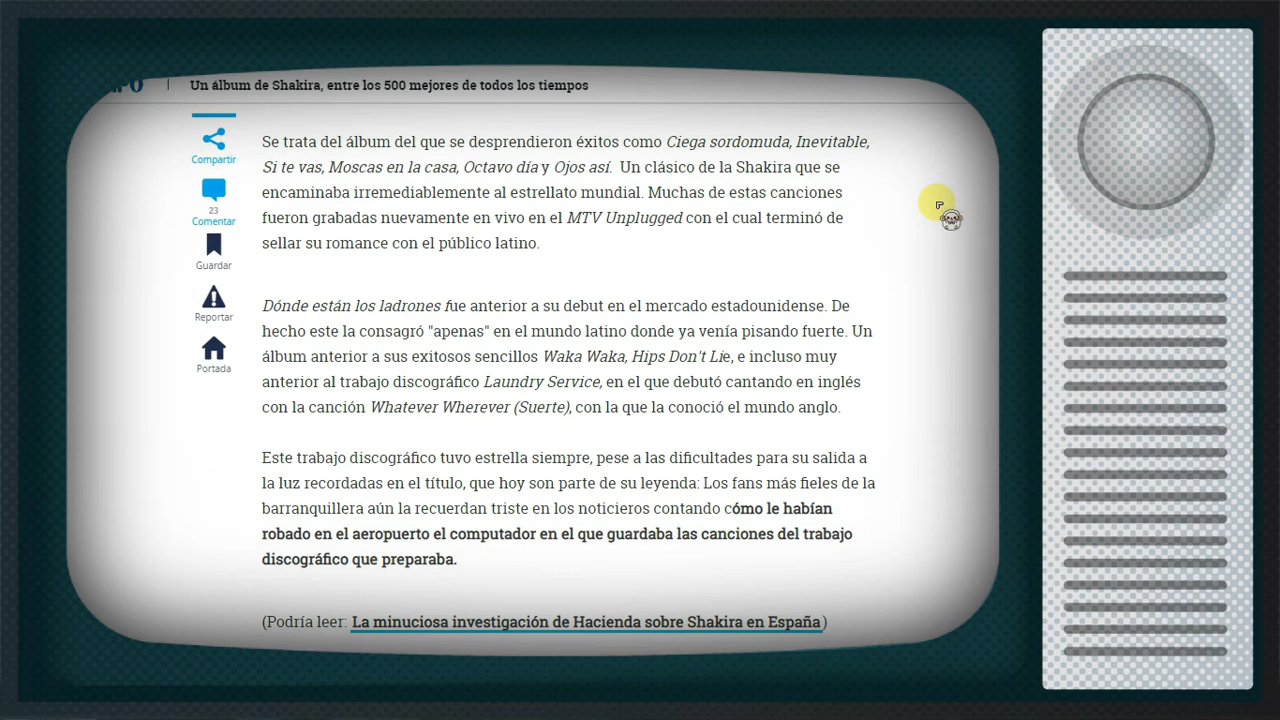 Un álbum de Shakira, entre los 500 mejores de todos los tiempos
Compartir
23
Comentar
Guardar
Reportar
Portada
Se trata del álbum del que se desprendieron éxitos como Ciega sordomuda, Inevitable,
Si te vas, Moscas en la casa, Octavo día y Ojos así. Un clásico de la Shakira que se
encaminaba irremediablemente al estrellato mundial. Muchas de estas canciones
fueron grabadas nuevamente en vivo en el MTV Unplugged con el cual terminó de
sellar su romance con el público latino.
Dónde están los ladrones fue anterior a su debut en el mercado estadounidense. De
hecho este la consagró "apenas" en el mundo latino donde ya venía pisando fuerte. Un
álbum anterior a sus exitosos sencillos Waka Waka, Hips Don't Lie, e incluso muy
anterior al trabajo discográfico Laundry Service, en el que debutó cantando en inglés
con la canción Whatever Wherever (Suerte), con la que la conoció el mundo anglo.
Este trabajo discográfico tuvo estrella siempre, pese a las dificultades para su salida a
la luz recordadas en el título, que hoy son parte de su leyenda: Los fans más fieles de la
barranquillera aún la recuerdan triste en los noticieros contando cómo le habían
robado en el aeropuerto el computador en el que guardaba las canciones del trabajo
discográfico que preparaba.
(Podría leer: La minuciosa investigación de Hacienda sobre Shakira en España)